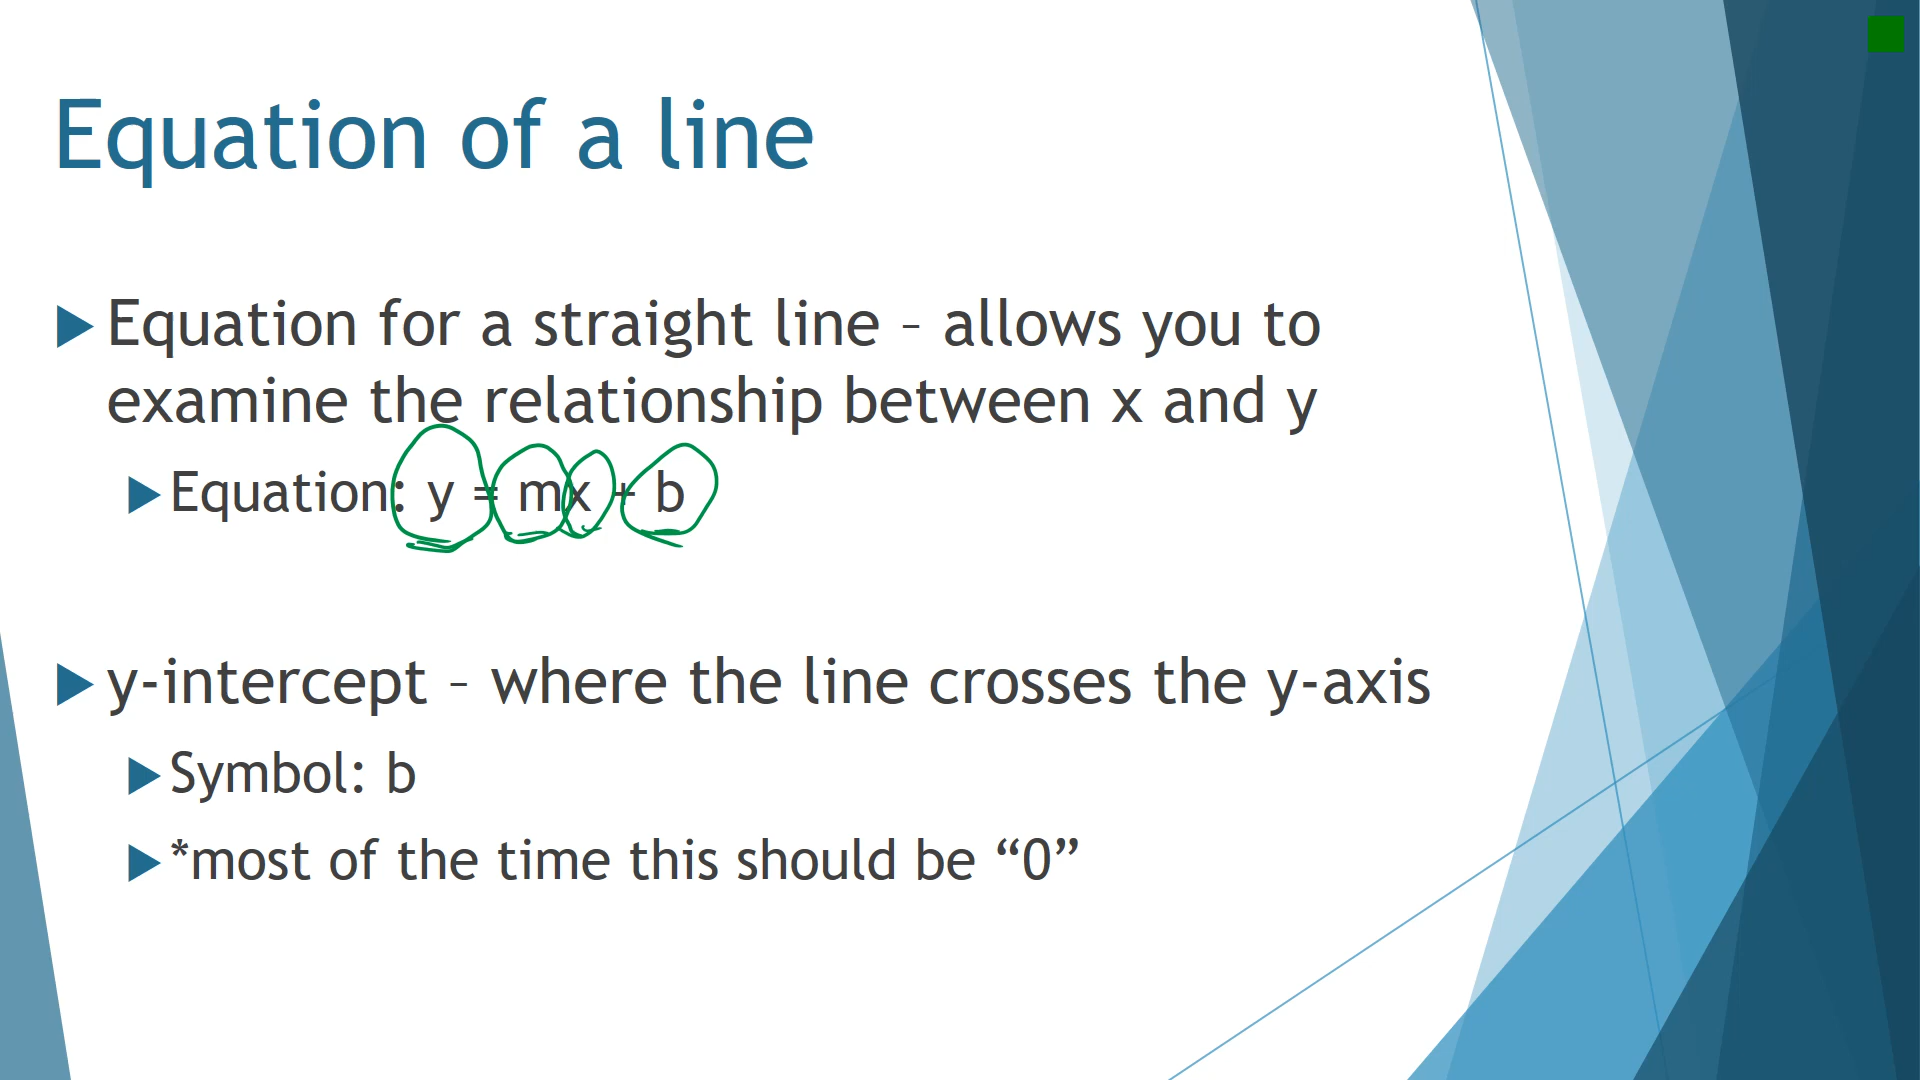 Equation of a line
Equation for a straight line – allows you to
examine the relationship between x and y
Equation: y = mx + b
y-intercept – where the line crosses the y-axis
Symbol: b
*most of the time this should be “0”